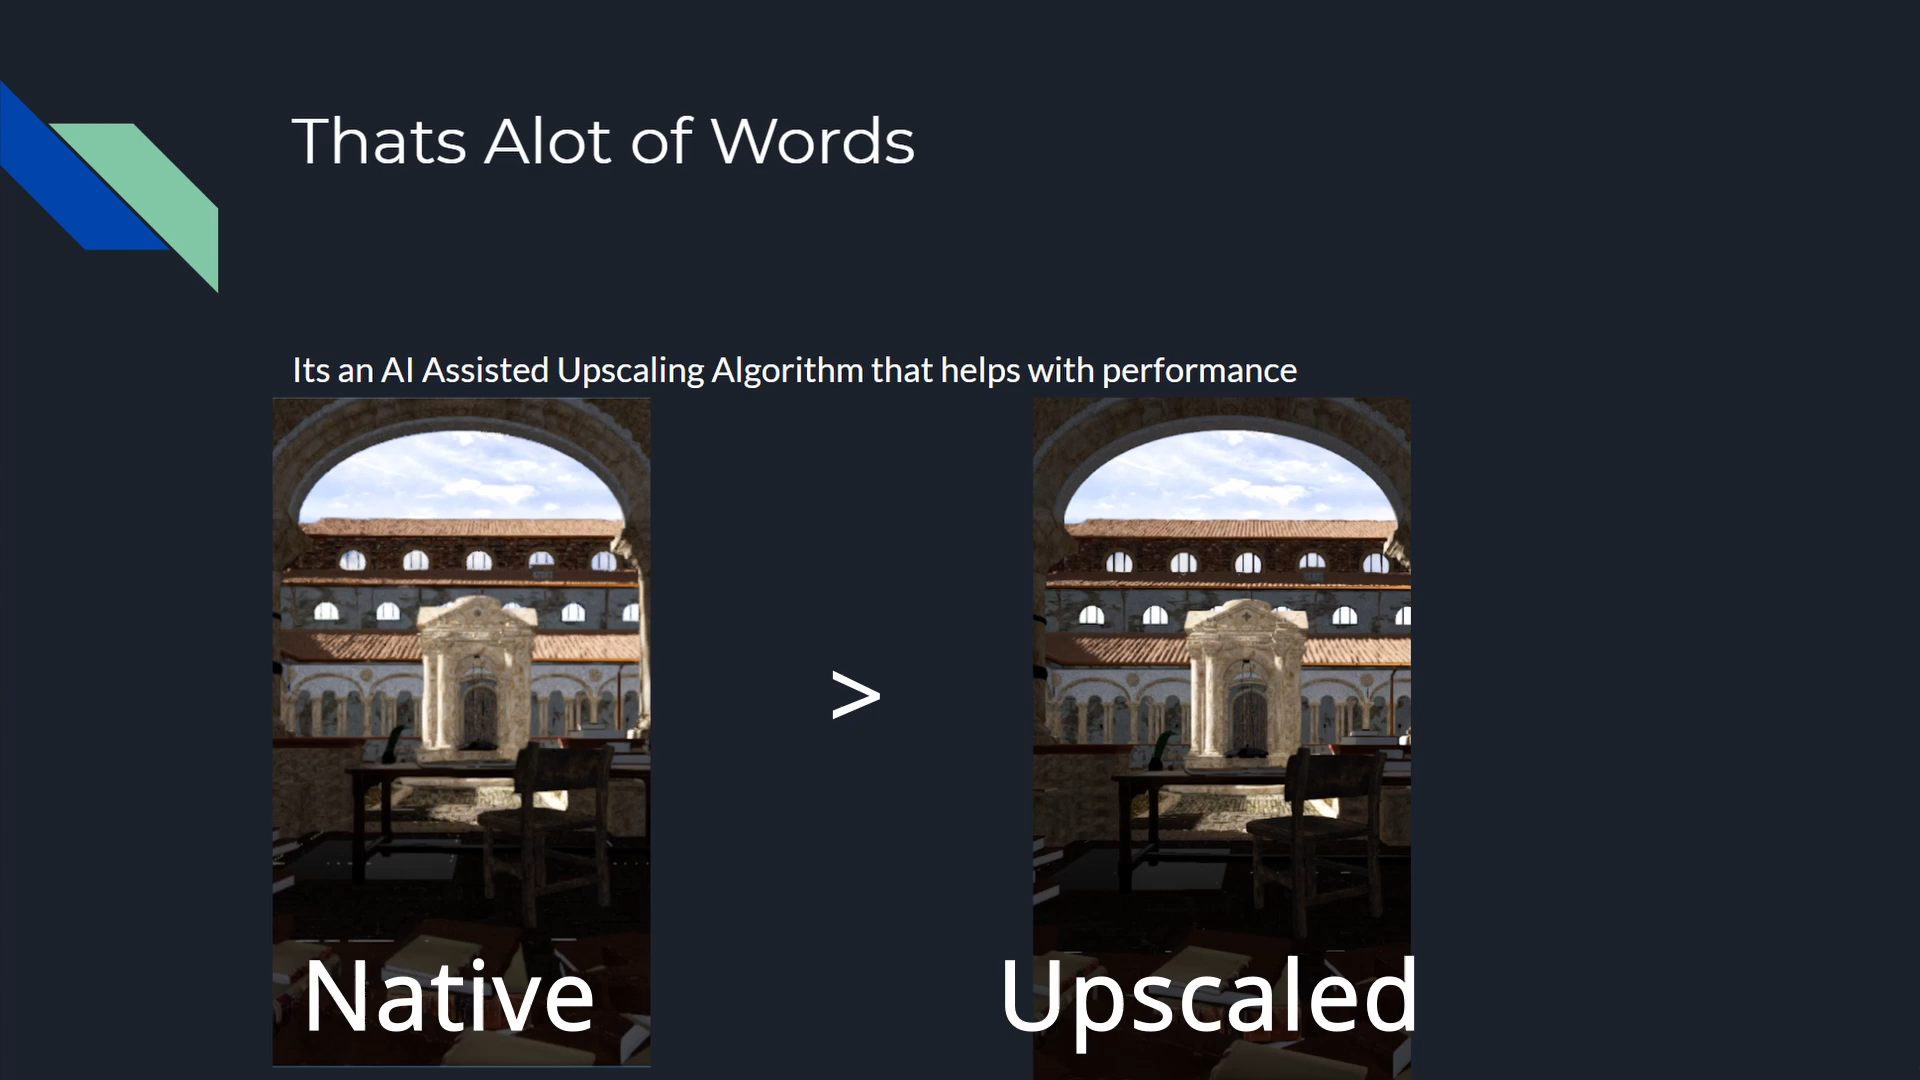 Thats Alot of Words
Its an AI Assisted Upscaling Algorithm that helps with performance
>
Native
Upscaled